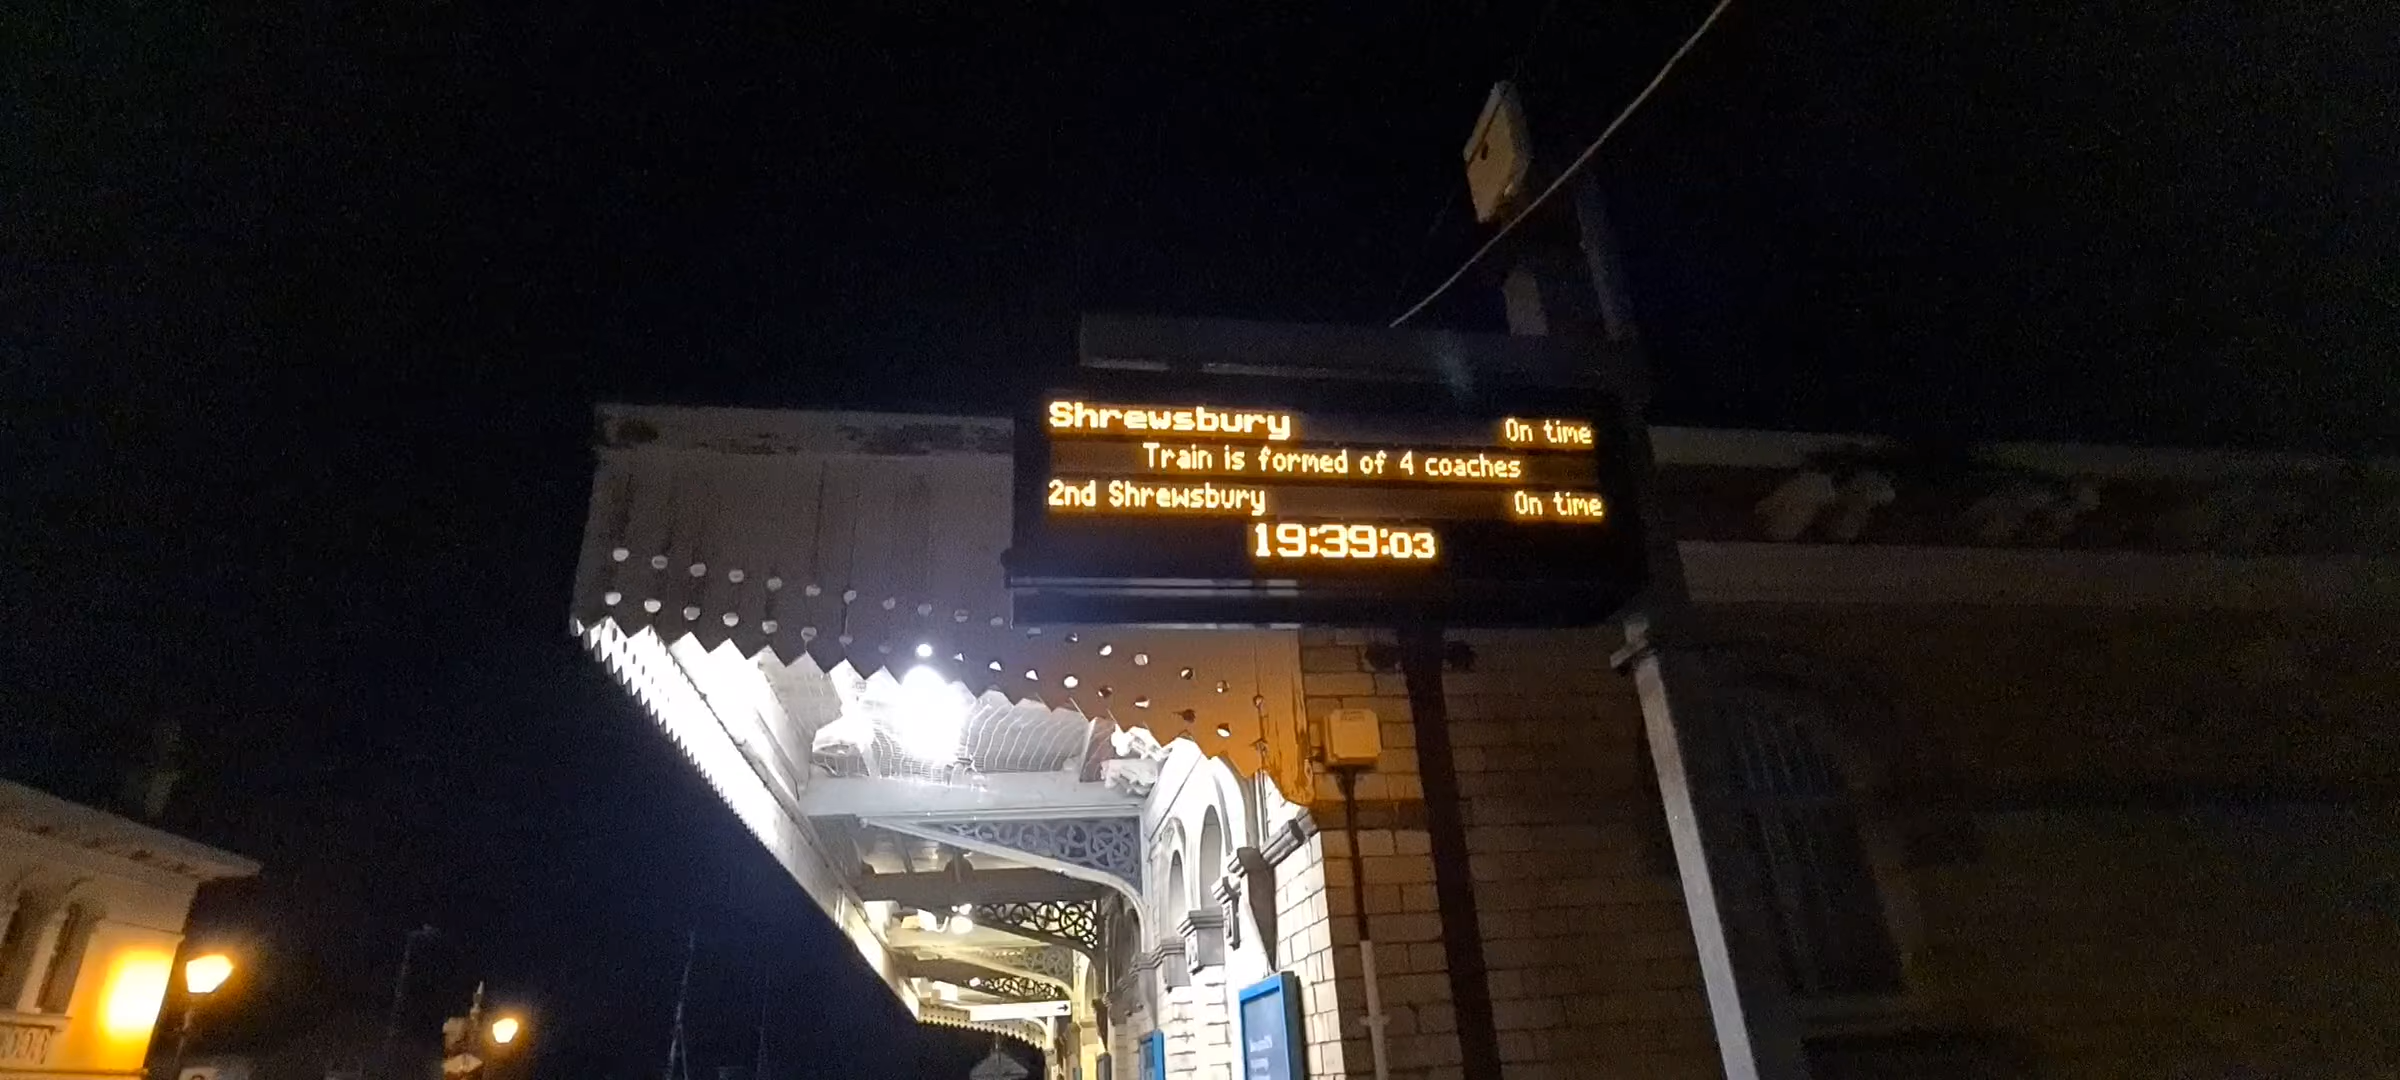 Shrewsbury On time
Train is formed of 4 coaches
2nd Shrewsbury On time
19:39:03